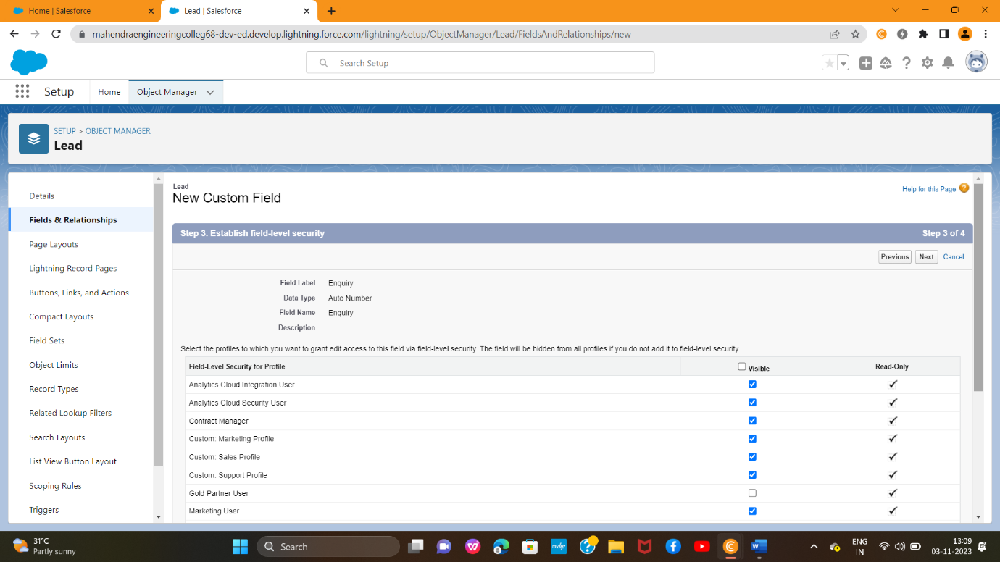 Home | Salesforce
Lead | Salesforce
mahendraengineeringcolleg68-dev-ed.develop.lightning.force.com/lightning/setup/ObjectManager/Lead/FieldsAndRelationships/new
Search Setup
Setup
Home
Object Manager
SETUP > OBJECT MANAGER
Lead
Details
Fields & Relationships
Page Layouts
Lightning Record Pages
Buttons, Links, and Actions
Compact Layouts
Field Sets
Object Limits
Record Types
Related Lookup Filters
Search Layouts
List View Button Layout
Scoping Rules
Triggers
Lead
New Custom Field
Help for this Page
Step 3. Establish field-level security
Step 3 of 4
Previous
Next
Cancel
Field Label Enquiry
Data Type Auto Number
Field Name Enquiry
Description
Select the profiles to which you want to grant edit access to this field via field-level security. The field will be hidden from all profiles if you do not add it to field-level security.
Field-Level Security for Profile Visible Read-Only
Analytics Cloud Integration User
Analytics Cloud Security User
Contract Manager
Custom: Marketing Profile
Custom: Sales Profile
Custom: Support Profile
Gold Partner User
Marketing User
31°C
Partly sunny
Search
myhp
ENG
IN
13:09
03-11-2023